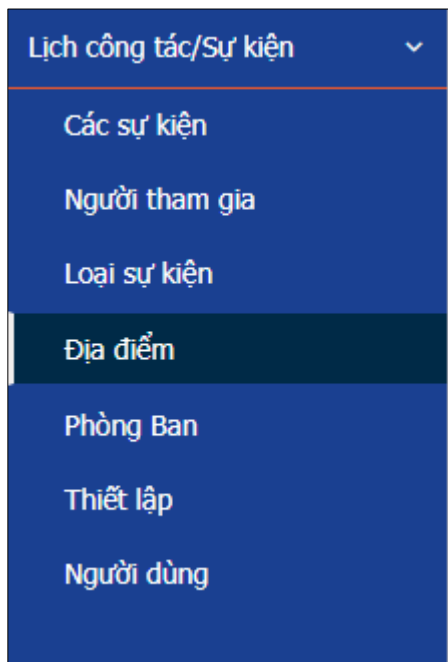 Lịch công tác/Sự kiện
Các sự kiện
Người tham gia
Loại sự kiện
Địa điểm
Phòng Ban
Thiết lập
Người dùng